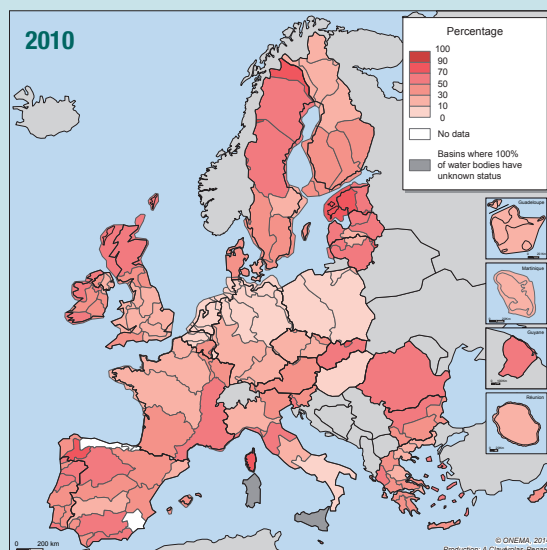 2010
Percentage
100
90
70
50
30
10
0
No data
Basins where 100%
of water bodies have
unknown status
Guadeloupe
Martinique
Guyane
Réunion
0 200 km
© ONEMA, 2014